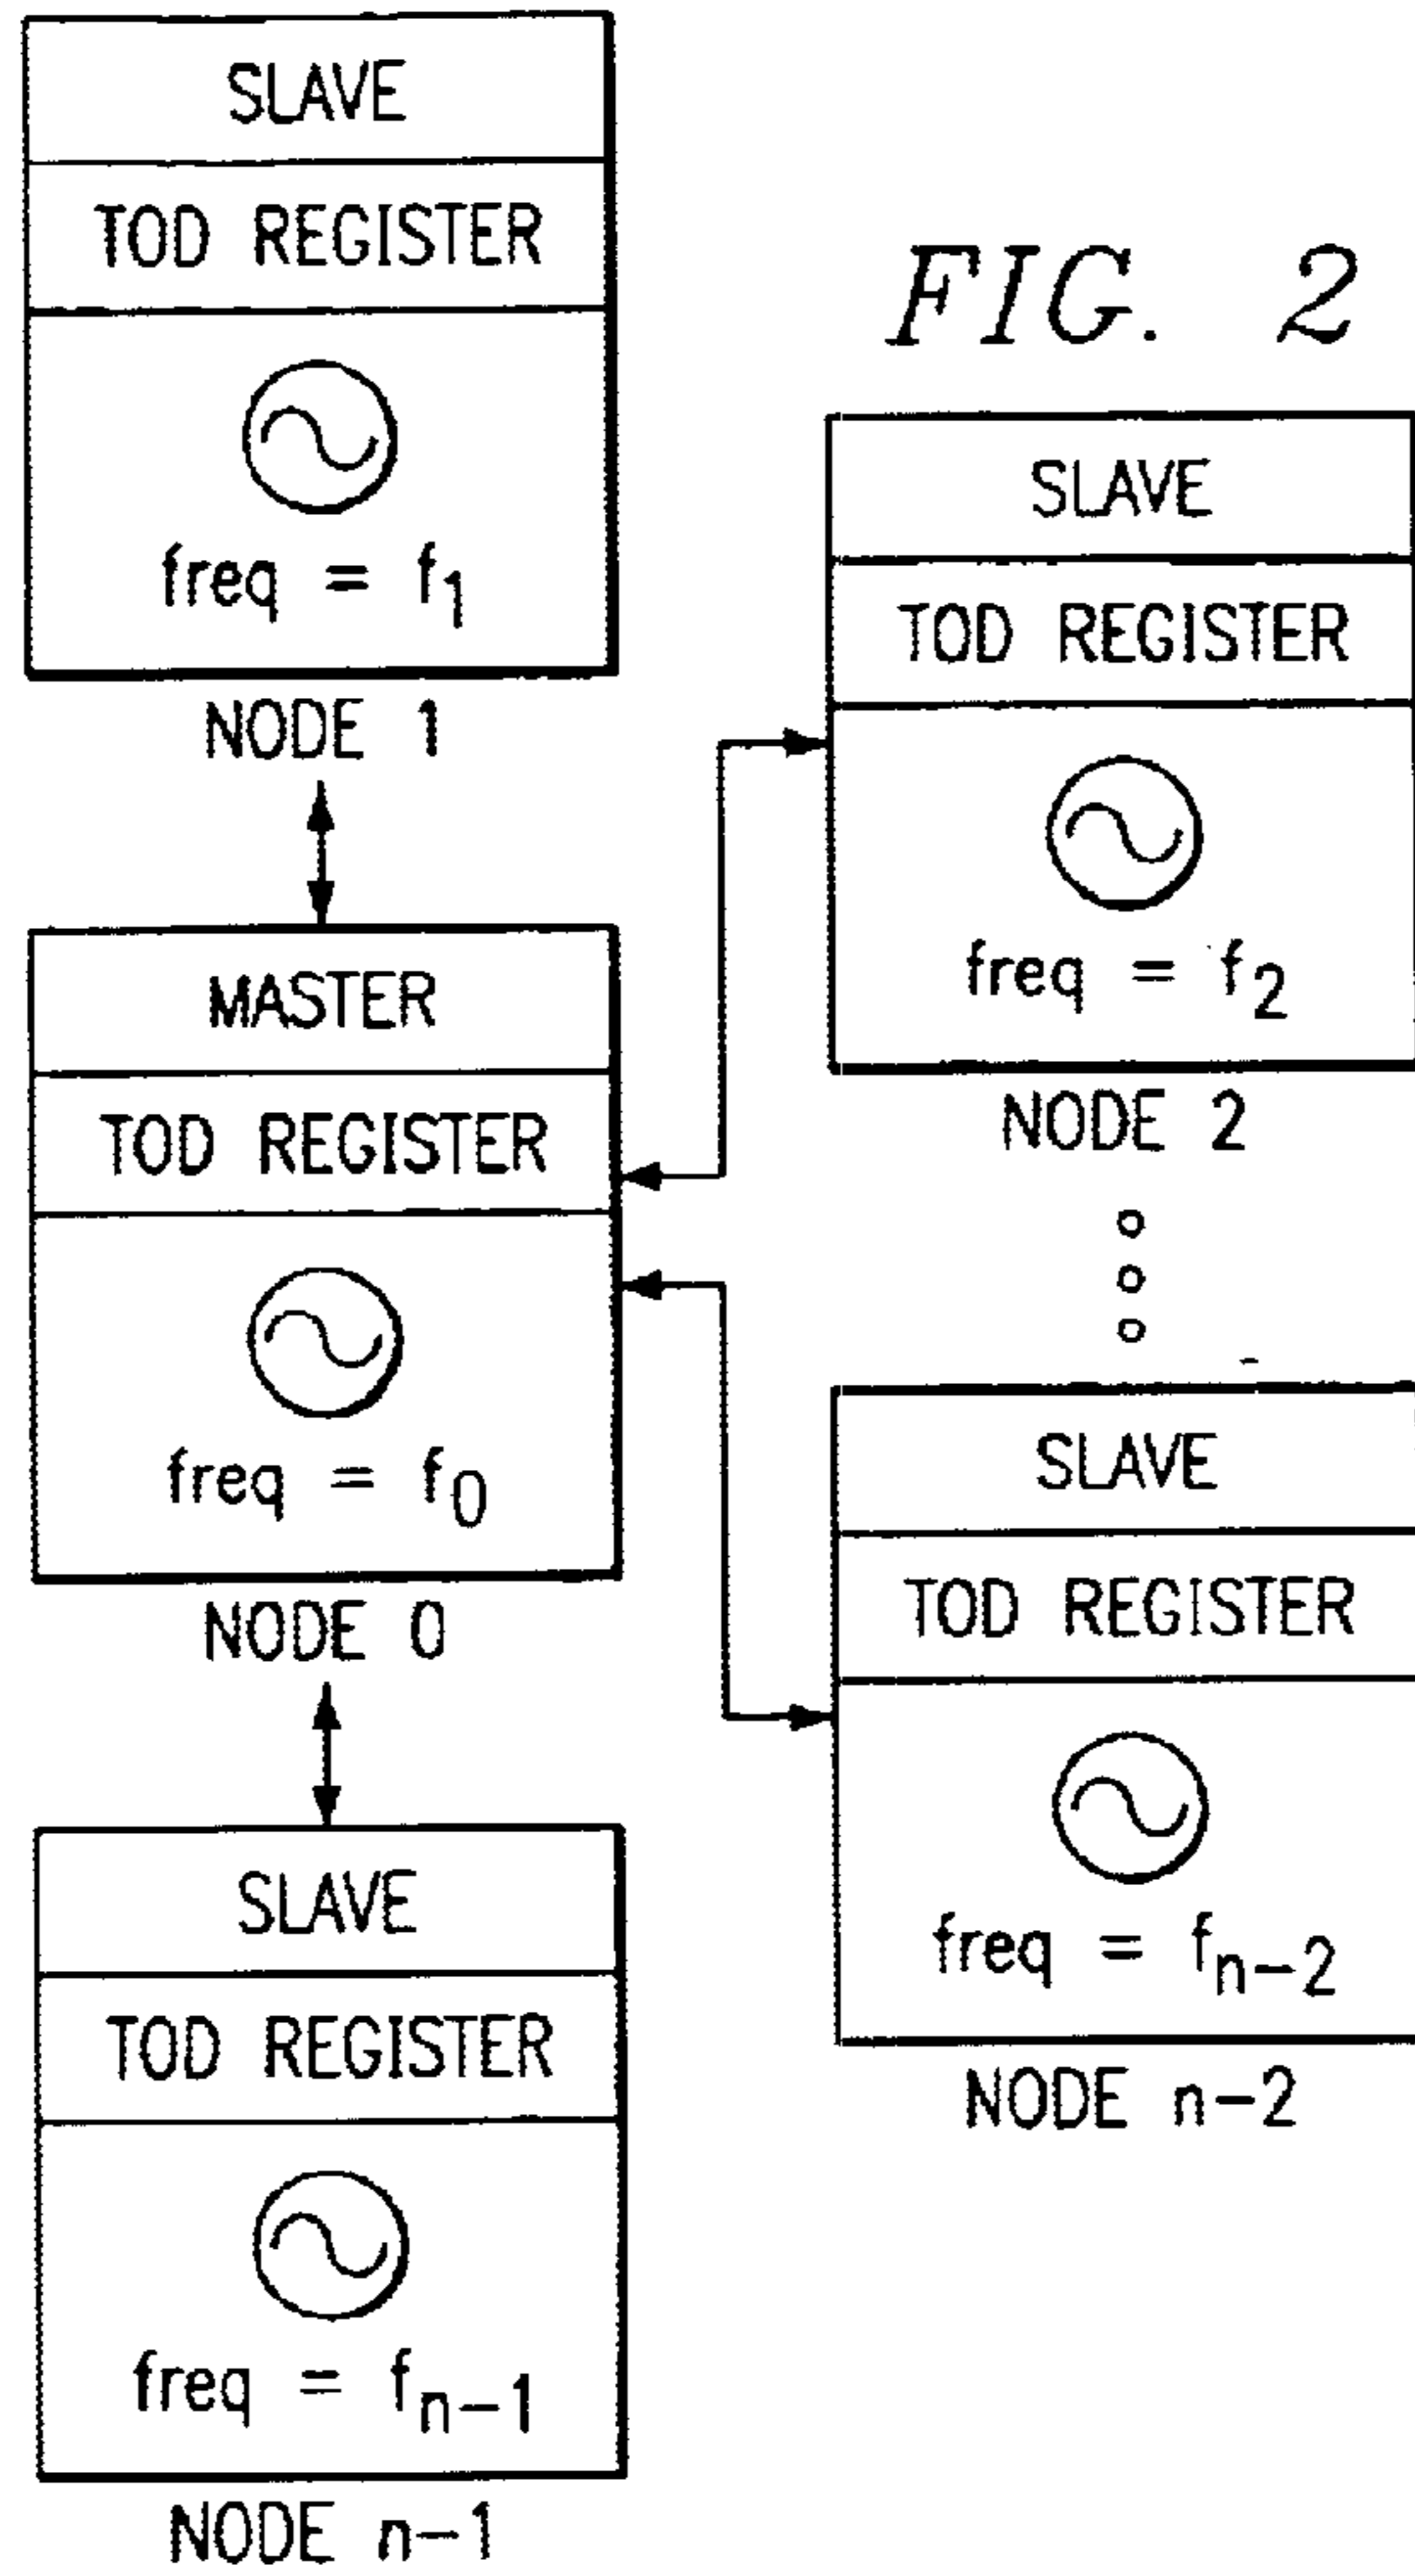 SLAVE
TOD REGISTER
freq = f1
NODE 1
FIG. 2
SLAVE
TOD REGISTER
freq = f2
NODE 2
MASTER
TOD REGISTER
freq = f0
NODE 0
SLAVE
TOD REGISTER
freq = fn-2
NODE n-2
SLAVE
TOD REGISTER
freq = fn-1
NODE n-1